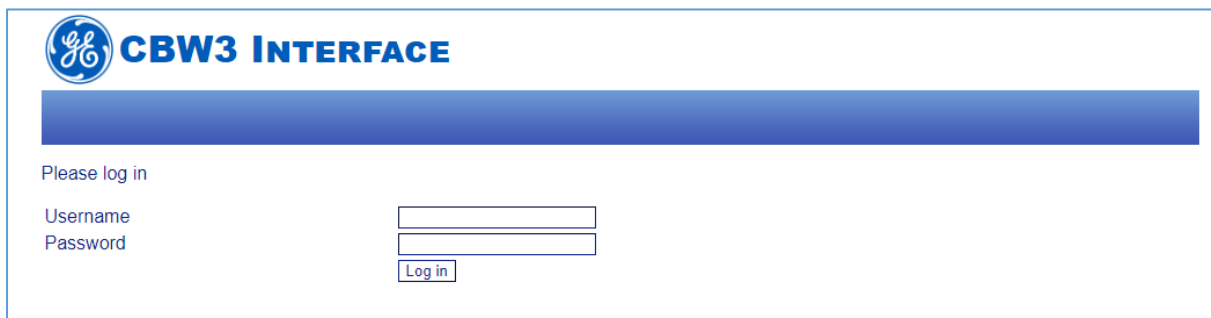 GE CBW3 INTERFACE
Please log in
Username
Password
Log in